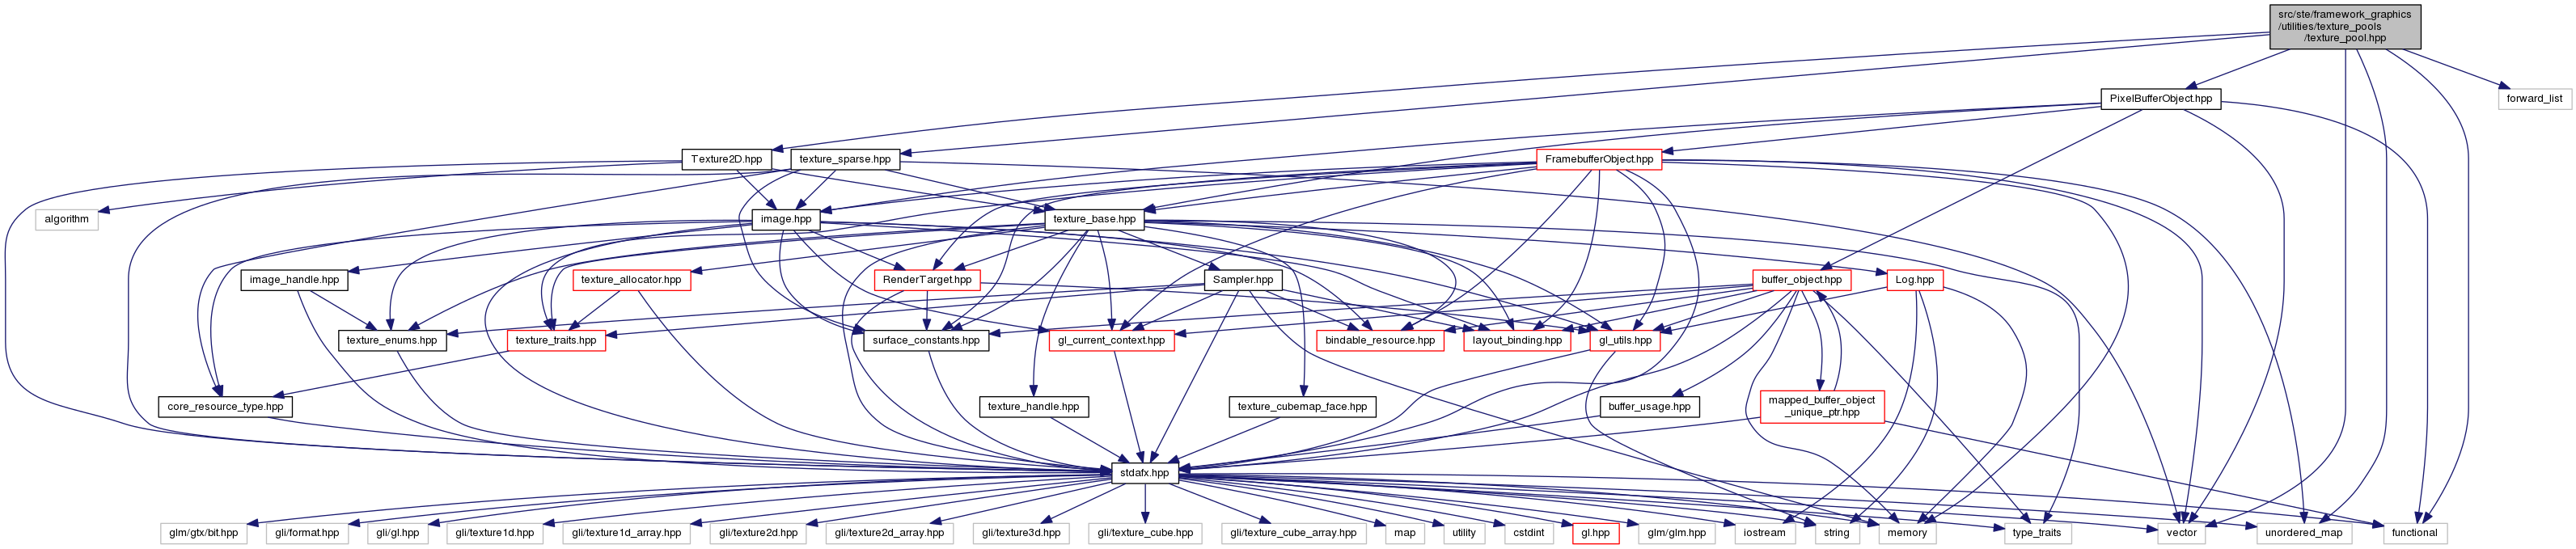 src/ste/framework_graphics
/utilities/texture_pools
/texture_pool.hpp
PixelBufferObject.hpp
forward_list
Texture2D.hpp
texture_sparse.hpp
FramebufferObject.hpp
algorithm
image.hpp
texture_base.hpp
image_handle.hpp
texture_allocator.hpp
RenderTarget.hpp
Sampler.hpp
buffer_object.hpp
Log.hpp
texture_enums.hpp
texture_traits.hpp
surface_constants.hpp
gl_current_context.hpp
bindable_resource.hpp
layout_binding.hpp
gl_utils.hpp
core_resource_type.hpp
texture_handle.hpp
texture_cubemap_face.hpp
buffer_usage.hpp
mapped_buffer_object
_unique_ptr.hpp
stdafx.hpp
glm/gtx/bit.hpp
gli/format.hpp
gli/gl.hpp
gli/texture1d.hpp
gli/texture1d_array.hpp
gli/texture2d.hpp
gli/texture2d_array.hpp
gli/texture3d.hpp
gli/texture_cube.hpp
gli/texture_cube_array.hpp
map
utility
cstdint
gl.hpp
glm/glm.hpp
iostream
string
memory
type_traits
vector
unordered_map
functional